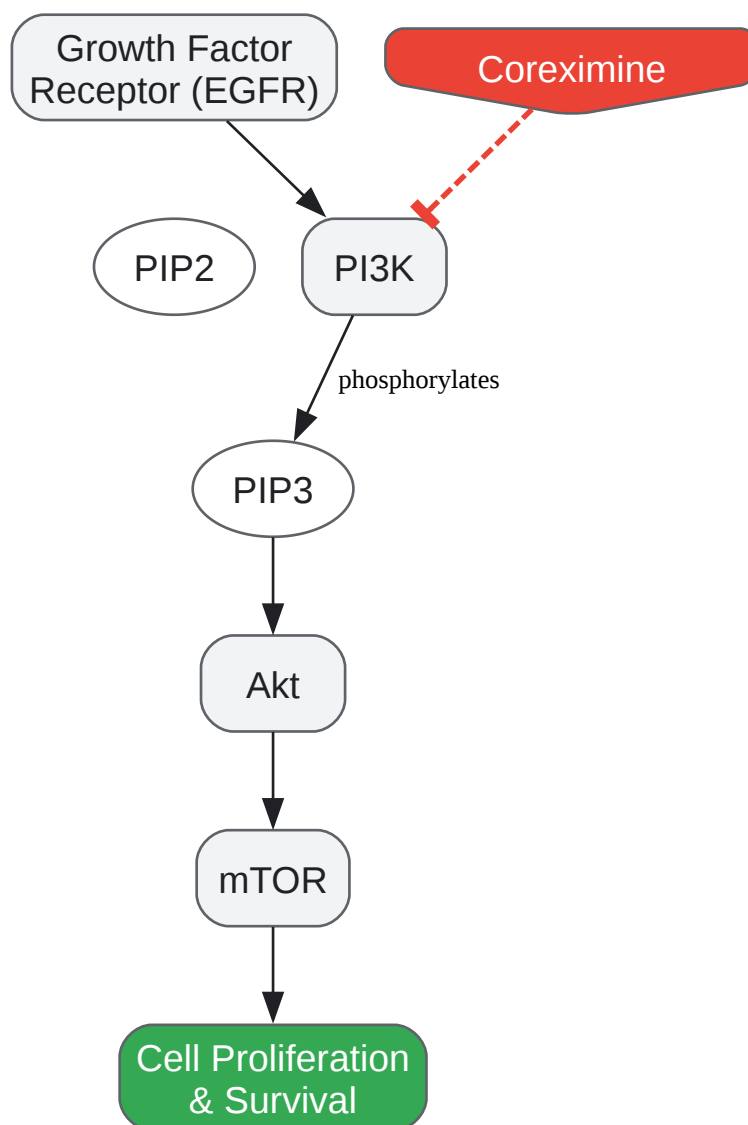 Growth Factor
Receptor (EGFR)
Coreximine
PIP2
PI3K
phosphorylates
PIP3
Akt
mTOR
Cell Proliferation
& Survival